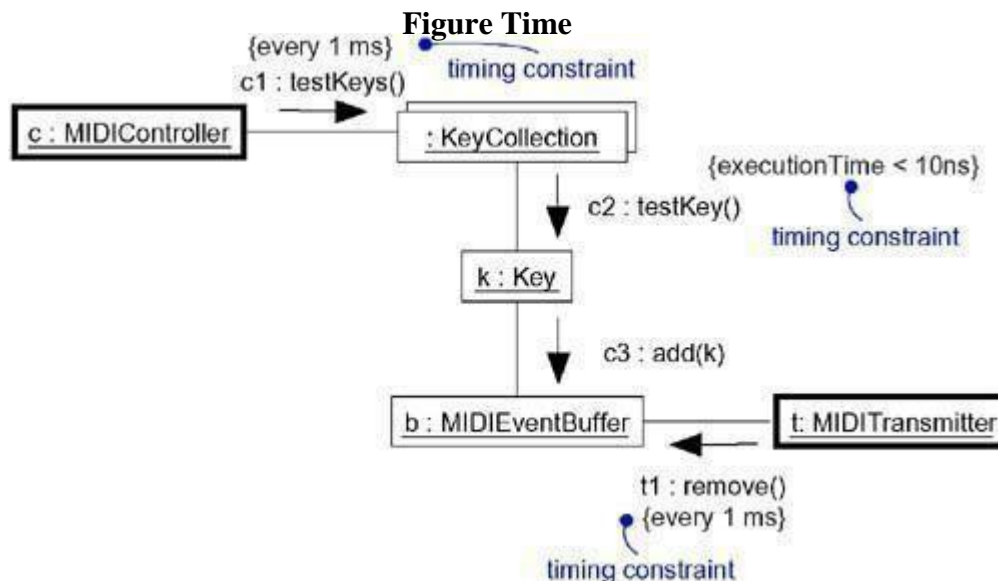 Figure Time
{every 1 ms}
timing constraint
c1 : testKeys()
c : MIDIController
: KeyCollection
{executionTime < 10ns}
c2 : testKey()
timing constraint
k : Key
c3 : add(k)
b : MIDIEventBuffer
t: MIDITransmitter
t1 : remove()
{every 1 ms}
timing constraint